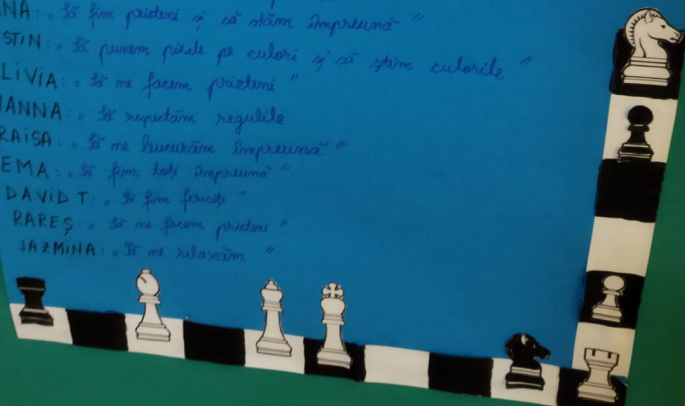 NA: „Să fim prieteni și să stăm împreună”
STIN: „Să punem piesele pe culori și să știm culorile”
LIVIA: „Să ne facem prieteni”
IANNA: „Să respectăm regulile
RAISA: „Să ne bucurăm împreună”
EMA: „Să fim toți împreună”
DAVID T: „Să fim fericiți”
RAREȘ: „Să ne facem prieteni”
JAZMINA: „Să ne relaxăm”